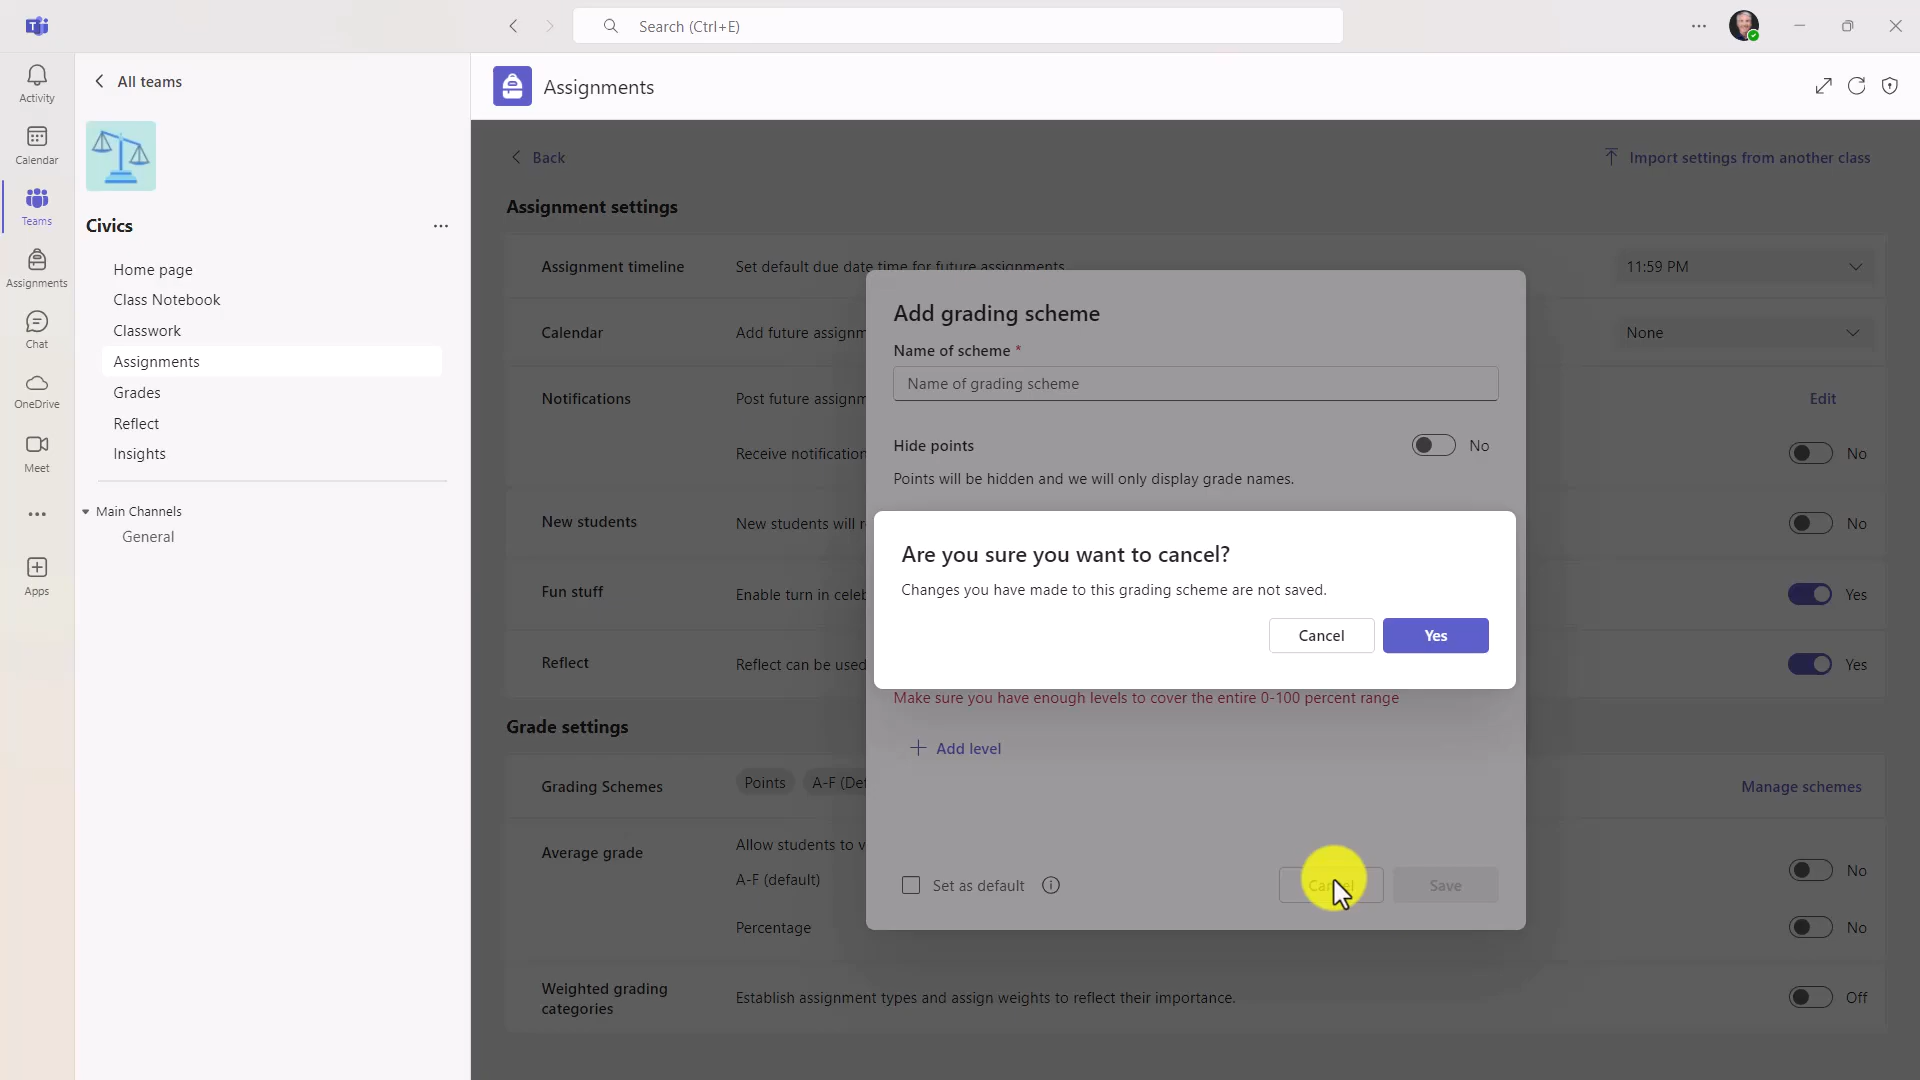 Search (Ctrl+E)
Activity
Calendar
Teams
Assignments
Chat
OneDrive
Meet
Apps
All teams
Civics
Home page
Class Notebook
Classwork
Assignments
Grades
Reflect
Insights
Main Channels
General
Assignments
Back
Import settings from another class
Assignment settings
Assignment timeline
Set default due date time for future assignments
11:59 PM
Calendar
Add future assignm
None
Notifications
Post future assignm
Edit
Receive notification
No
New students
New students will r
No
Fun stuff
Enable turn in celeb
Yes
Reflect
Reflect can be used
Yes
Grade settings
Grading Schemes
Points
A-F (Def
Manage schemes
Average grade
Allow students to v
A-F (default)
No
Percentage
No
Weighted grading
categories
Establish assignment types and assign weights to reflect their importance.
Off
Add grading scheme
Name of scheme *
Name of grading scheme
Hide points
No
Points will be hidden and we will only display grade names.
Are you sure you want to cancel?
Changes you have made to this grading scheme are not saved.
Cancel
Yes
Make sure you have enough levels to cover the entire 0-100 percent range
Add level
Set as default
Cancel
Save